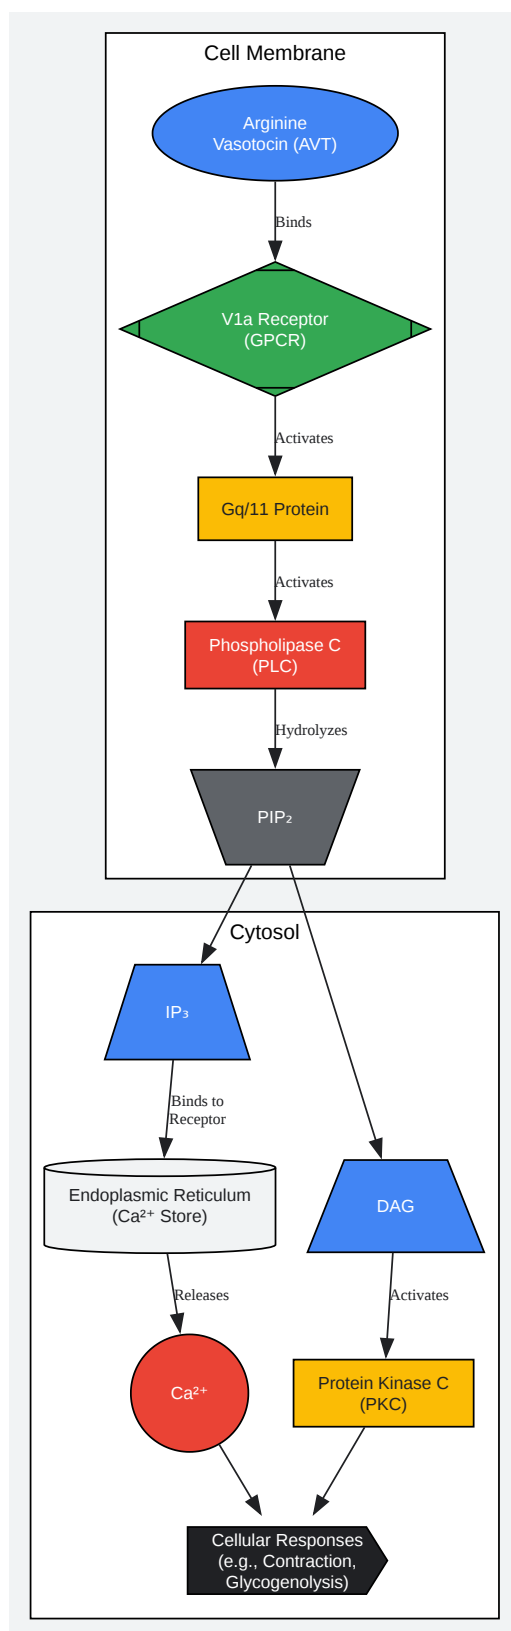 Cell Membrane
Arginine
Vasotocin (AVT)
Binds
V1a Receptor
(GPCR)
Activates
Gq/11 Protein
Activates
Phospholipase C
(PLC)
Hydrolyzes
PIP₂
Cytosol
IP₃
Binds to
Receptor
Endoplasmic Reticulum
(Ca²⁺ Store)
DAG
Releases
Activates
Ca²⁺
Protein Kinase C
(PKC)
Cellular Responses
(e.g., Contraction,
Glycogenolysis)